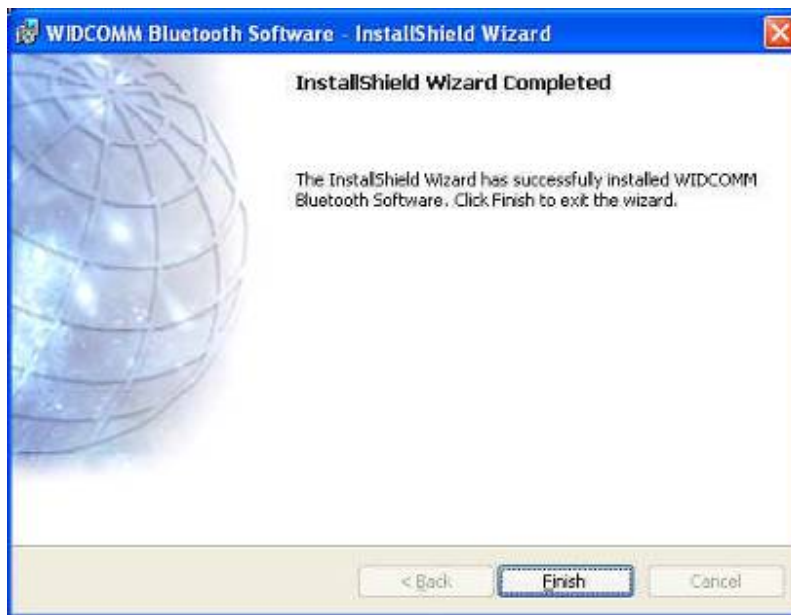 WIDCOMM Bluetooth Software - InstallShield Wizard
InstallShield Wizard Completed
The InstallShield Wizard has successfully installed WIDCOMM
Bluetooth Software. Click Finish to exit the wizard.
< Back
Finish
Cancel